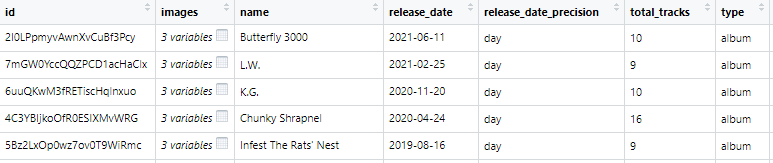 id images name release_date release_date_precision total_tracks type
2I0LPpmyvAwnXvCuBf3Pcy 3 variables Butterfly 3000 2021-06-11 day 10 album
7mGW0YccQQZPCD1acHaCIx 3 variables L.W. 2021-02-25 day 9 album
6uuQKwM3fRETiscHqInxuo 3 variables K.G. 2020-11-20 day 10 album
4C3YBIjkoOfR0ESIXMvWRG 3 variables Chunky Shrapnel 2020-04-24 day 16 album
5Bz2LxOp0wz7ov0T9WiRmc 3 variables Infest The Rats' Nest 2019-08-16 day 9 album